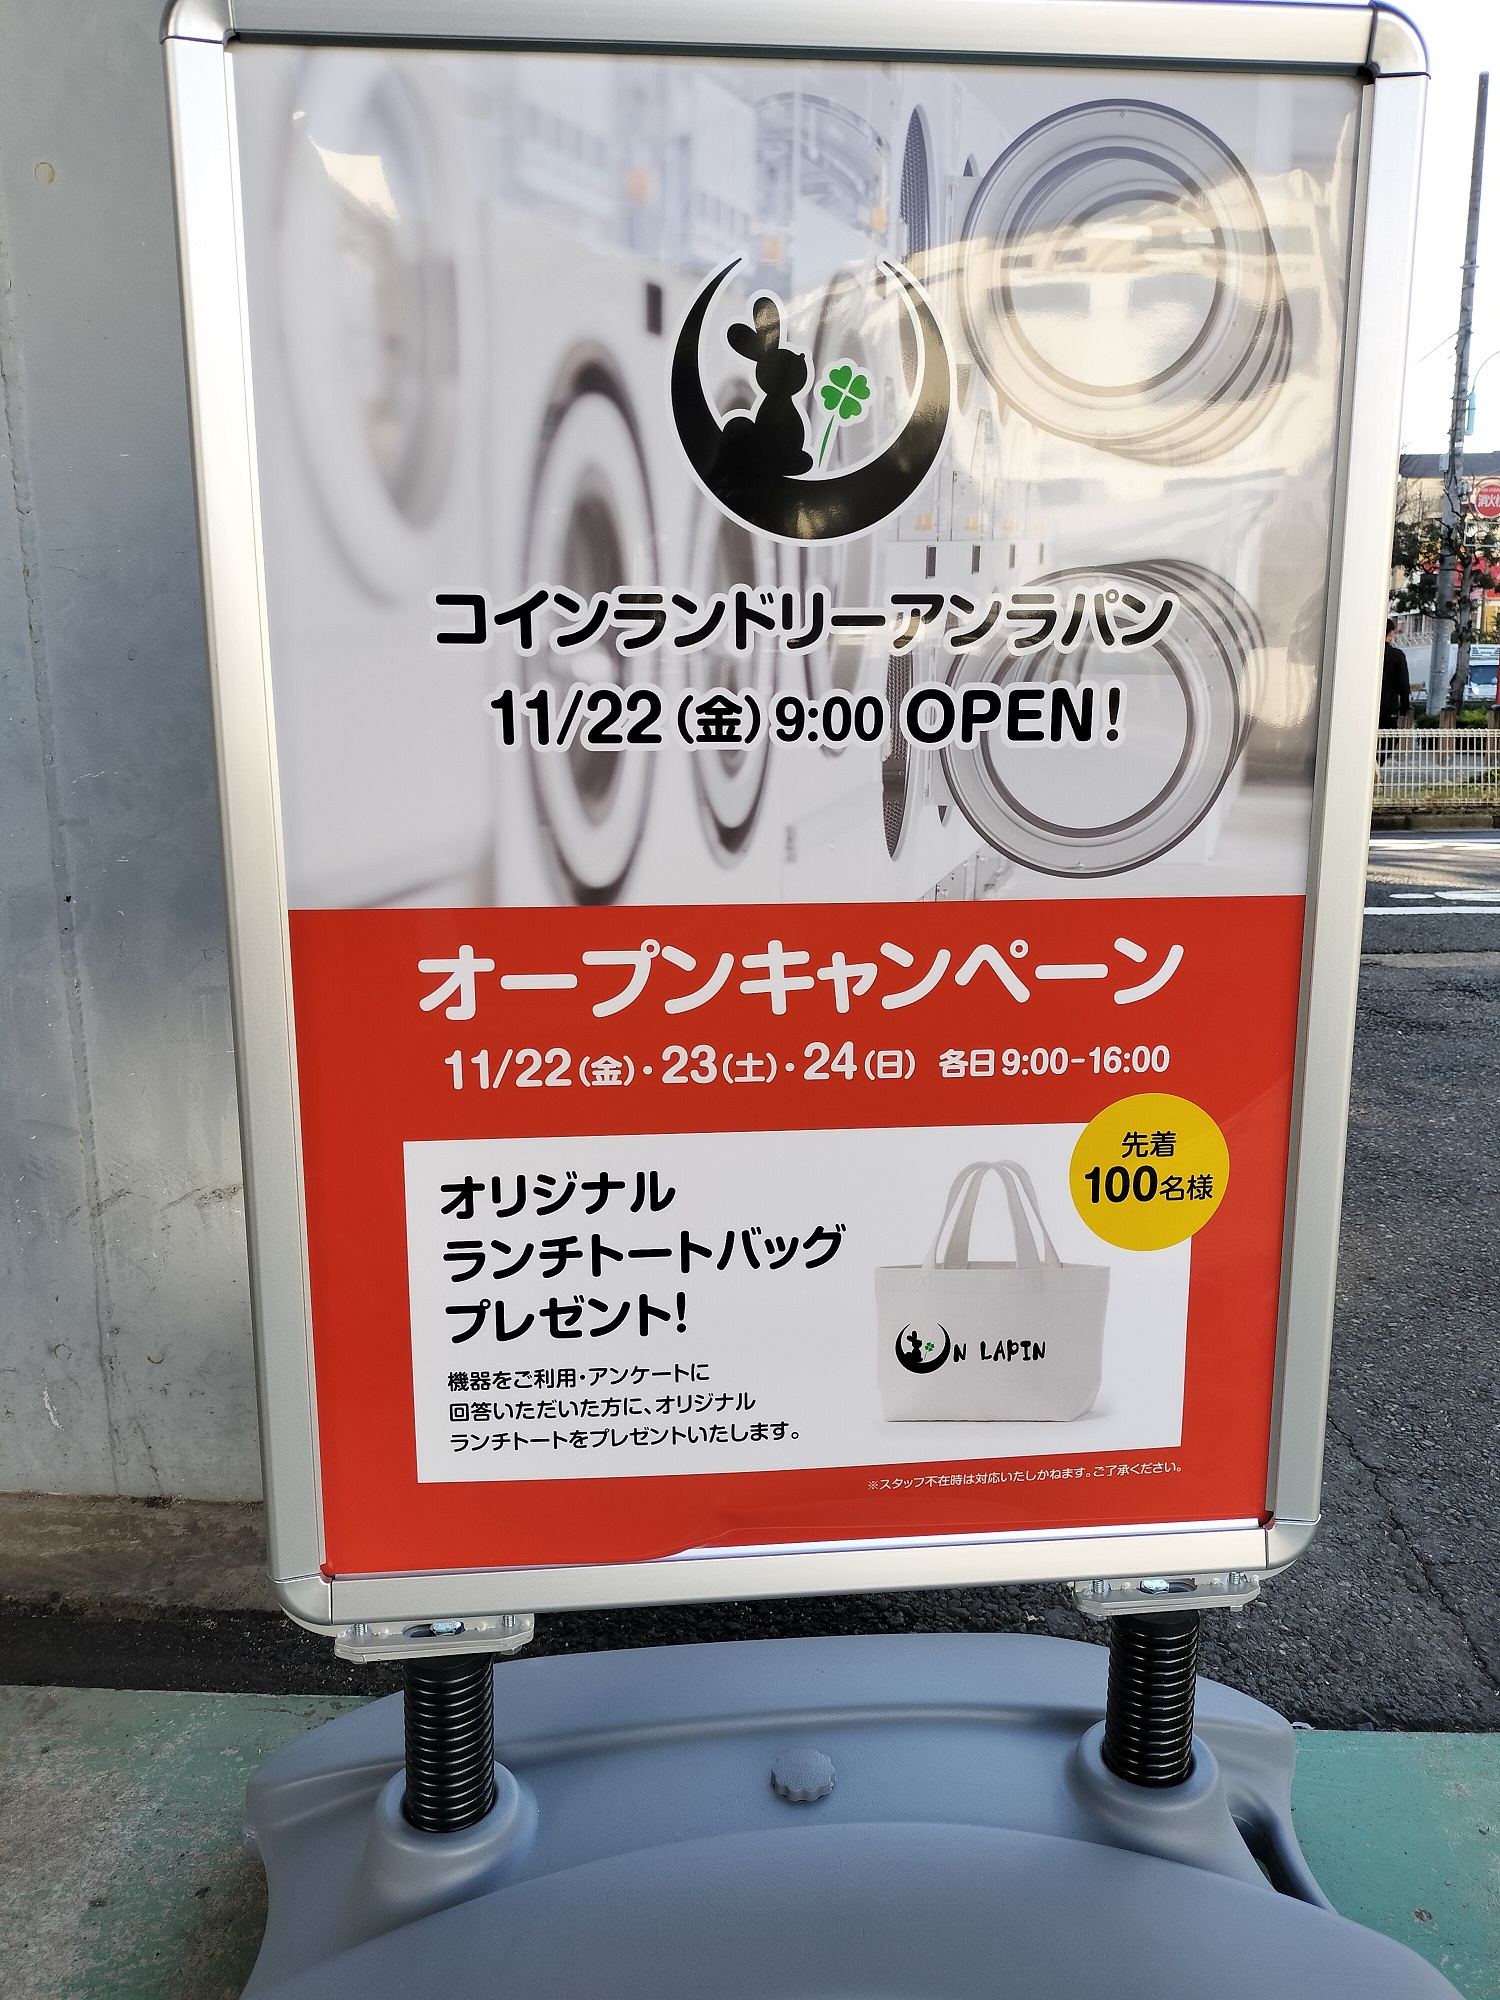 コインランドリーアンラパン
11/22（金）9:00 OPEN!
オープンキャンペーン
11/22（金）・23（土）・24（日） 各日9:00-16:00
先着
100名様
オリジナル
ランチトートバッグ
プレゼント!
N LAPIN
機器をご利用・アンケートに
回答いただいた方に、オリジナル
ランチトートをプレゼントいたします。
※スタッフ不在時は対応いたしかねます。ご了承ください。
消火